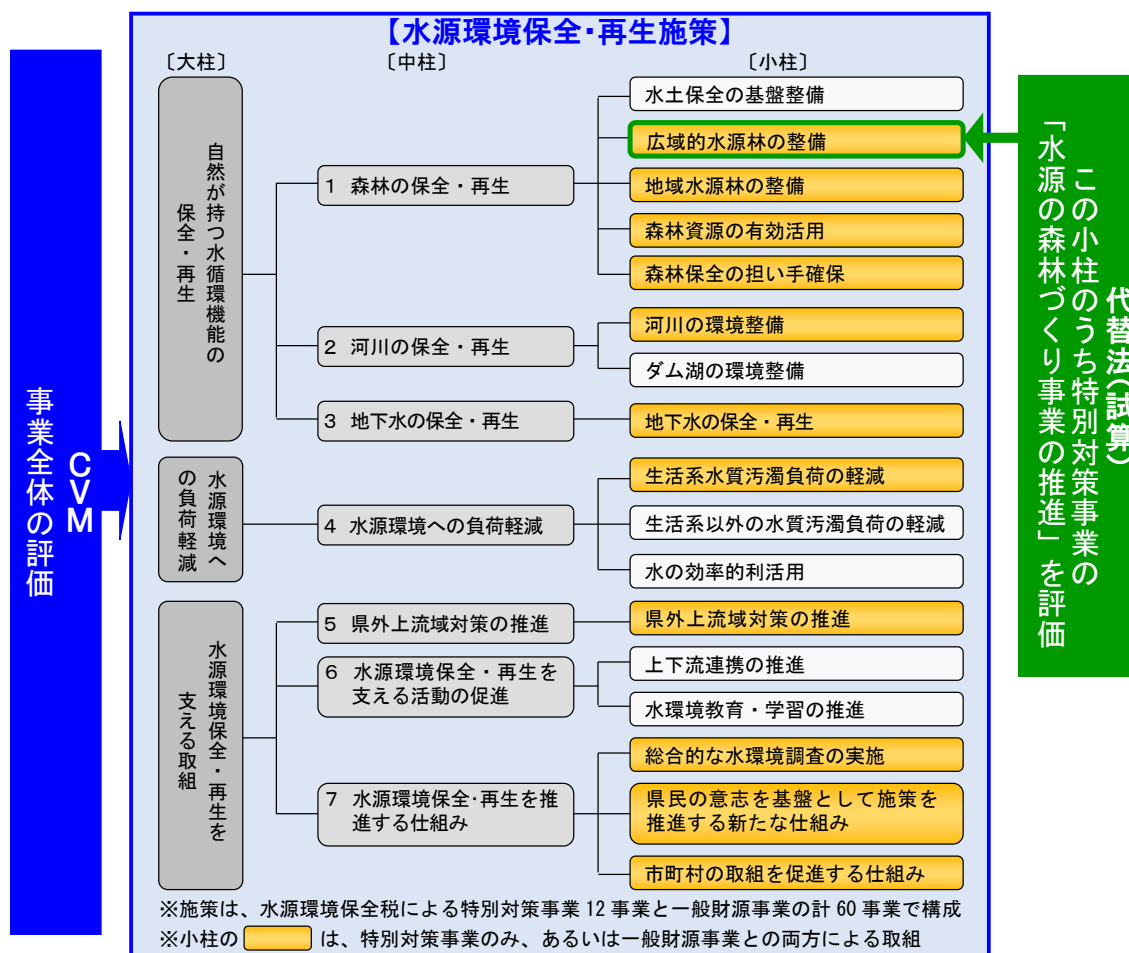 【水源環境保全・再生施策】
〔大柱〕
〔中柱〕
〔小柱〕
事業全体の評価
CVM
自然が持つ水循環機能の
保全・再生
1 森林の保全・再生
水土保全の基盤整備
広域的水源林の整備
地域水源林の整備
森林資源の有効活用
森林保全の担い手確保
2 河川の保全・再生
河川の環境整備
ダム湖の環境整備
3 地下水の保全・再生
地下水の保全・再生
水源環境へ
の負荷軽減
4 水源環境への負荷軽減
生活系水質汚濁負荷の軽減
生活系以外の水質汚濁負荷の軽減
水の効率的利活用
水源環境保全・再生を
支える取組
5 県外上流域対策の推進
県外上流域対策の推進
6 水源環境保全・再生を
支える活動の促進
上下流連携の推進
水環境教育・学習の推進
7 水源環境保全・再生を推
進する仕組み
総合的な水環境調査の実施
県民の意志を基盤として施策を
推進する新たな仕組み
市町村の取組を促進する仕組み
※施策は、水源環境保全税による特別対策事業 12 事業と一般財源事業の計 60 事業で構成
※小柱の は、特別対策事業のみ、あるいは一般財源事業との両方による取組
代替法(試算)
この小柱のうち特別対策事業の
「水源の森林づくり事業の推進」を評価